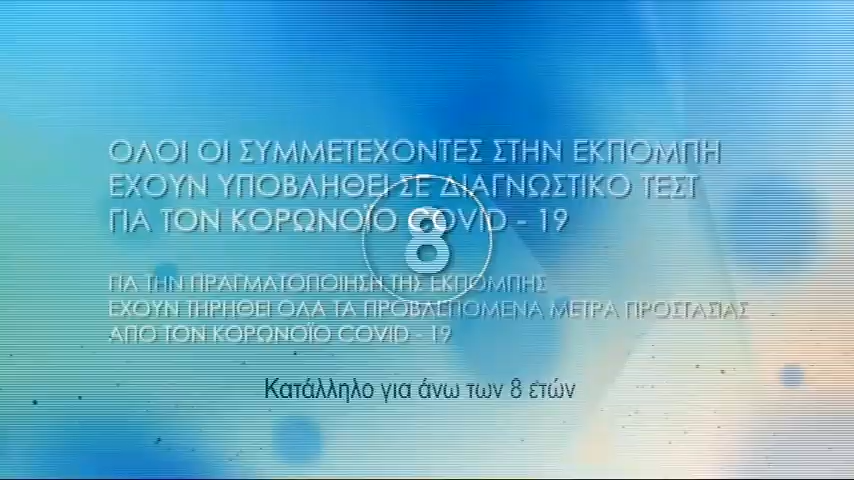 ΟΛΟΙ ΟΙ ΣΥΜΜΕΤΕΧΟΝΤΕΣ ΣΤΗΝ ΕΚΠΟΜΠΗ
ΕΧΟΥΝ ΥΠΟΒΛΗΘΕΙ ΣΕ ΔΙΑΓΝΩΣΤΙΚΟ ΤΕΣΤ
ΓΙΑ ΤΟΝ ΚΟΡΩΝΟΪΟ COVID - 19
8
ΓΙΑ ΤΗΝ ΠΡΑΓΜΑΤΟΠΟΙΗΣΗ ΤΗΣ ΕΚΠΟΜΠΗΣ
ΕΧΟΥΝ ΤΗΡΗΘΕΙ ΟΛΑ ΤΑ ΠΡΟΒΛΕΠΟΜΕΝΑ ΜΕΤΡΑ ΠΡΟΣΤΑΣΙΑΣ
ΑΠΟ ΤΟΝ ΚΟΡΩΝΟΪΟ COVID - 19
Κατάλληλο για άνω των 8 ετών